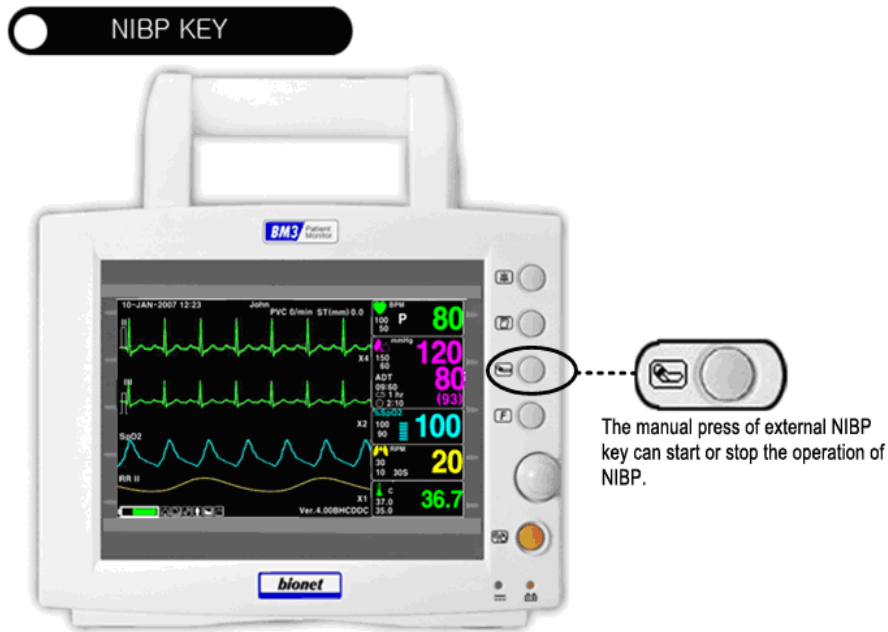 NIBP KEY
BM3 Patient Monitor
10-JAN-2007 12:23 John
PVC 0/min ST(mm) 0.0
II
X4
III
X2
SpO2
RR II
X1
Ver.4.00BHCDDC
BPM
100
50
P
80
mmHg
150
60
120
80
(93)
ADT
09:60
1 hr
2:10
%SpO2
100
90
100
RPM
30
10
30S
20
c
37.0
35.0
36.7
F
bionet
The manual press of external NIBP
key can start or stop the operation of
NIBP.